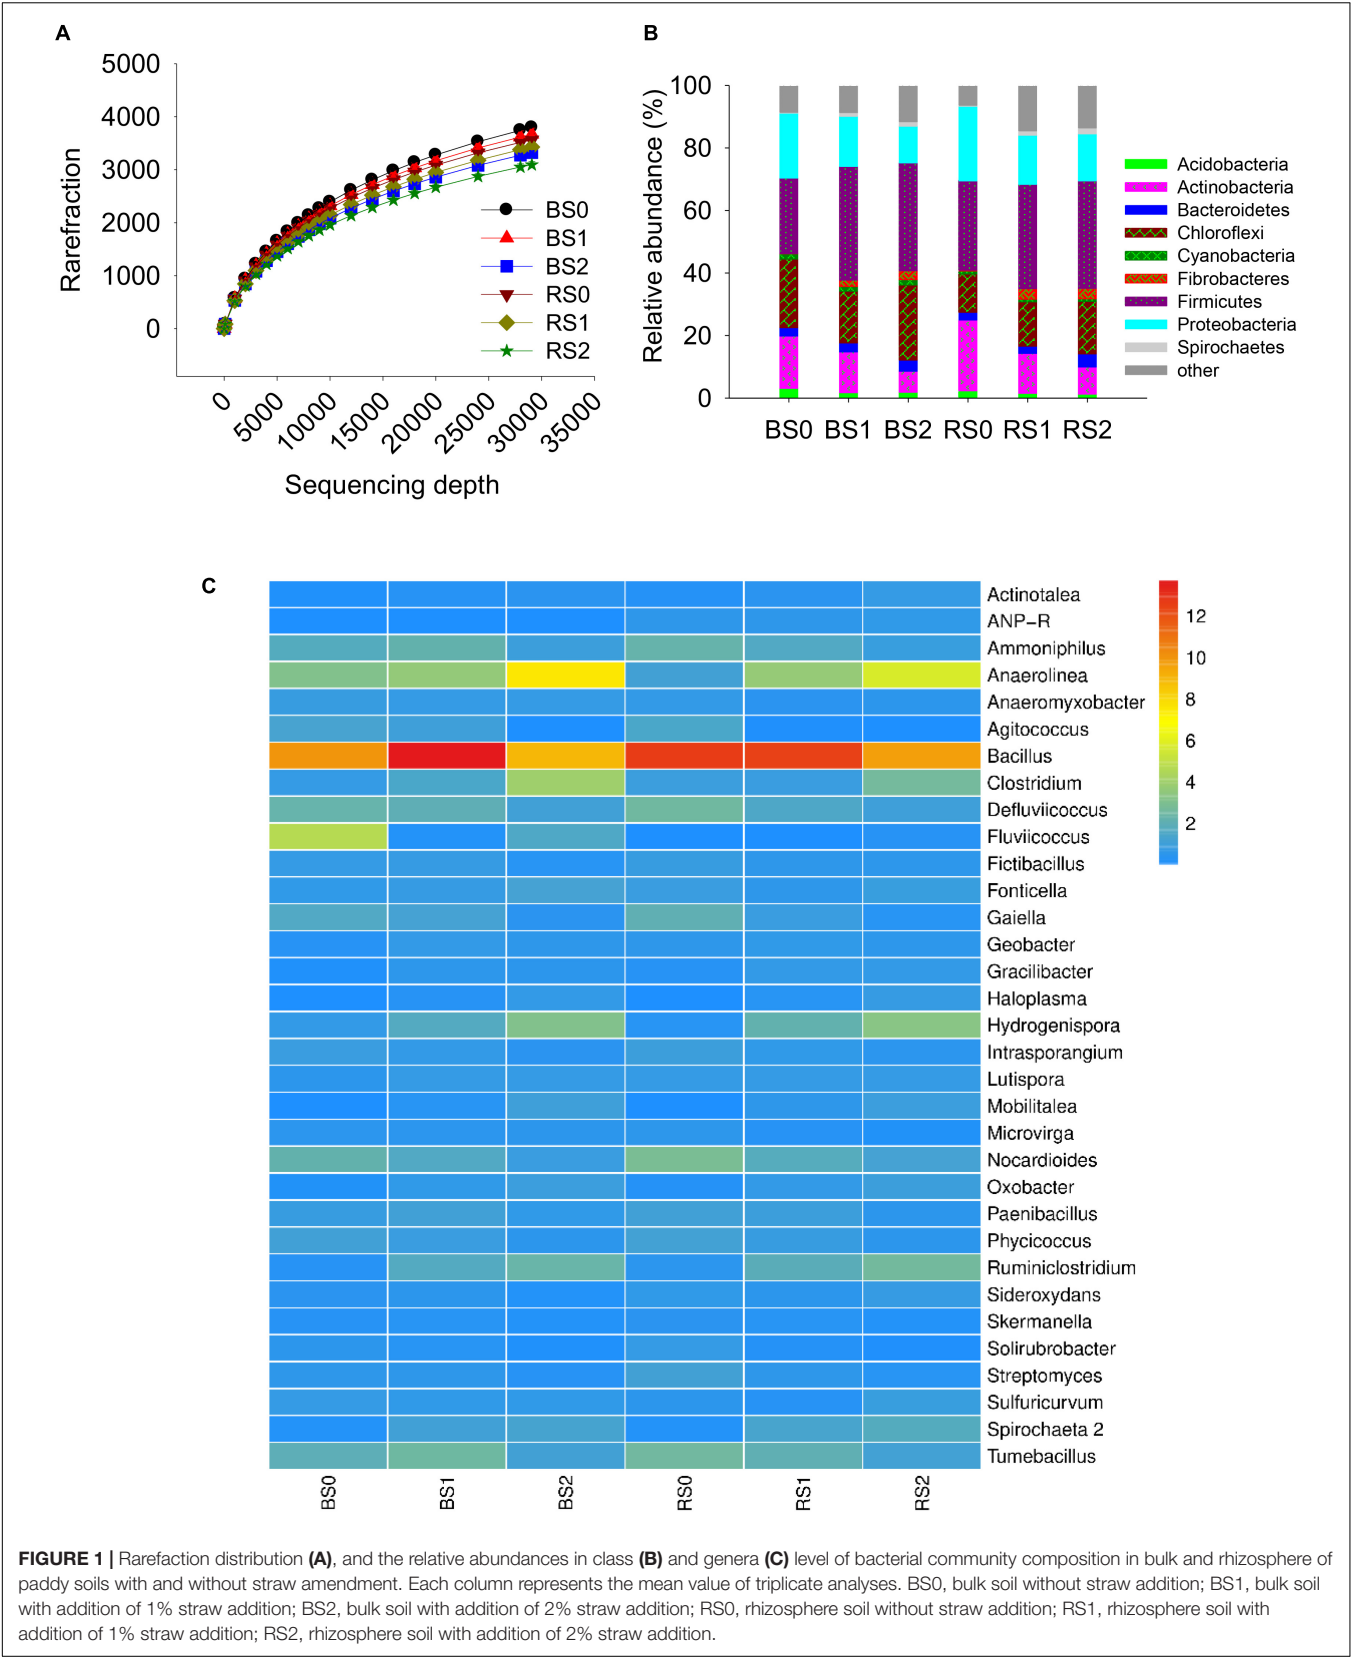 A
5000
4000
3000
2000
1000
0
Rarefraction
0
5000
10000
15000
20000
25000
30000
35000
Sequencing depth
BS0
BS1
BS2
RS0
RS1
RS2
B
100
80
60
40
20
0
Relative abundance (%)
BS0 BS1 BS2 RS0 RS1 RS2
Acidobacteria
Actinobacteria
Bacteroidetes
Chloroflexi
Cyanobacteria
Fibrobacteres
Firmicutes
Proteobacteria
Spirochaetes
other
C
Actinotalea
ANP−R
Ammoniphilus
Anaerolinea
Anaeromyxobacter
Agitococcus
Bacillus
Clostridium
Defluviicoccus
Fluviicoccus
Fictibacillus
Fonticella
Gaiella
Geobacter
Gracilibacter
Haloplasma
Hydrogenispora
Intrasporangium
Lutispora
Mobilitalea
Microvirga
Nocardioides
Oxobacter
Paenibacillus
Phycicoccus
Ruminiclostridium
Sideroxydans
Skermanella
Solirubrobacter
Streptomyces
Sulfuricurvum
Spirochaeta 2
Tumebacillus
BS0
BS1
BS2
RS0
RS1
RS2
12
10
8
6
4
2
FIGURE 1 | Rarefaction distribution (A), and the relative abundances in class (B) and genera (C) level of bacterial community composition in bulk and rhizosphere of
paddy soils with and without straw amendment. Each column represents the mean value of triplicate analyses. BS0, bulk soil without straw addition; BS1, bulk soil
with addition of 1% straw addition; BS2, bulk soil with addition of 2% straw addition; RS0, rhizosphere soil without straw addition; RS1, rhizosphere soil with
addition of 1% straw addition; RS2, rhizosphere soil with addition of 2% straw addition.